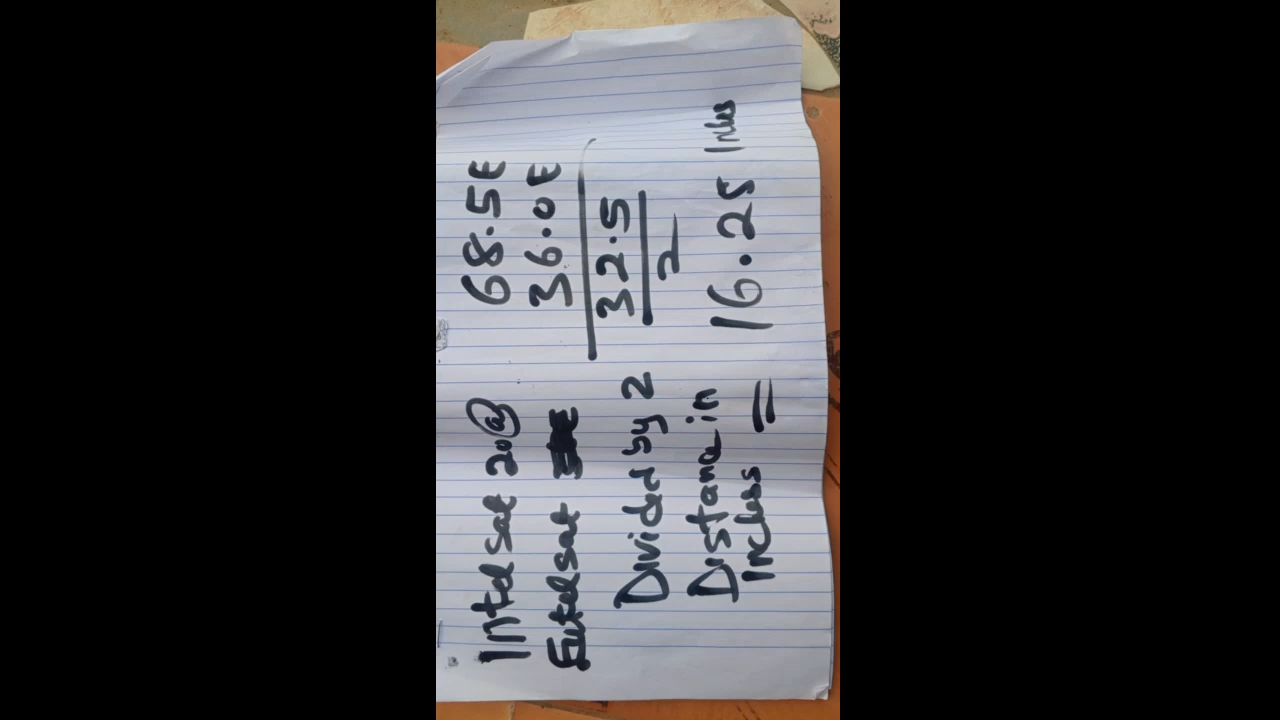 Intelsat 20@ 68.5E
Eutelsat 36.0E
32.5
Divided by 2 2
Distance in
Inches = 16.25 Inches